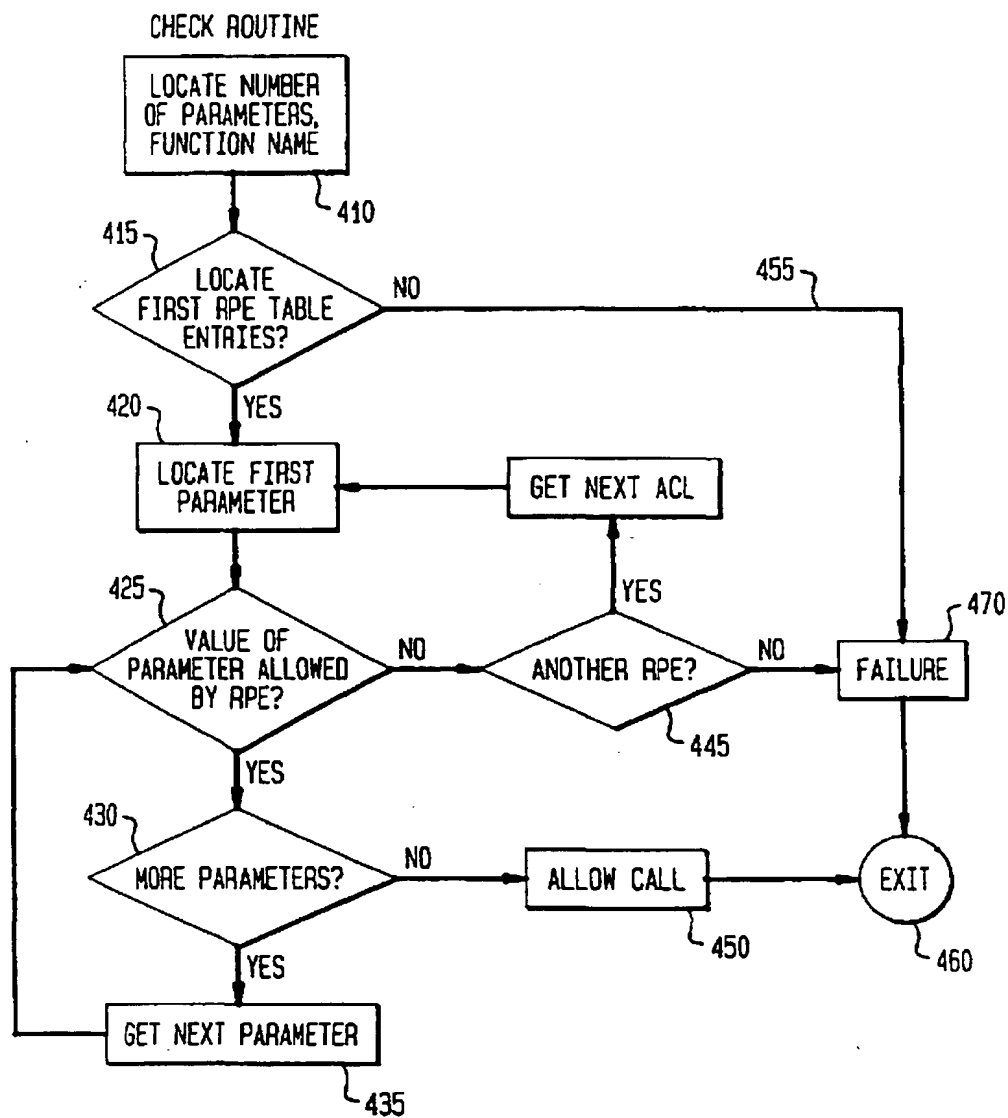 CHECK ROUTINE
LOCATE NUMBER
OF PARAMETERS,
FUNCTION NAME
410
415
LOCATE
FIRST RPE TABLE
ENTRIES?
NO
455
YES
420
LOCATE FIRST
PARAMETER
GET NEXT ACL
YES
425
VALUE OF
PARAMETER ALLOWED
BY RPE?
NO
ANOTHER RPE?
NO
470
FAILURE
445
YES
430
MORE PARAMETERS?
NO
ALLOW CALL
450
EXIT
460
YES
GET NEXT PARAMETER
435